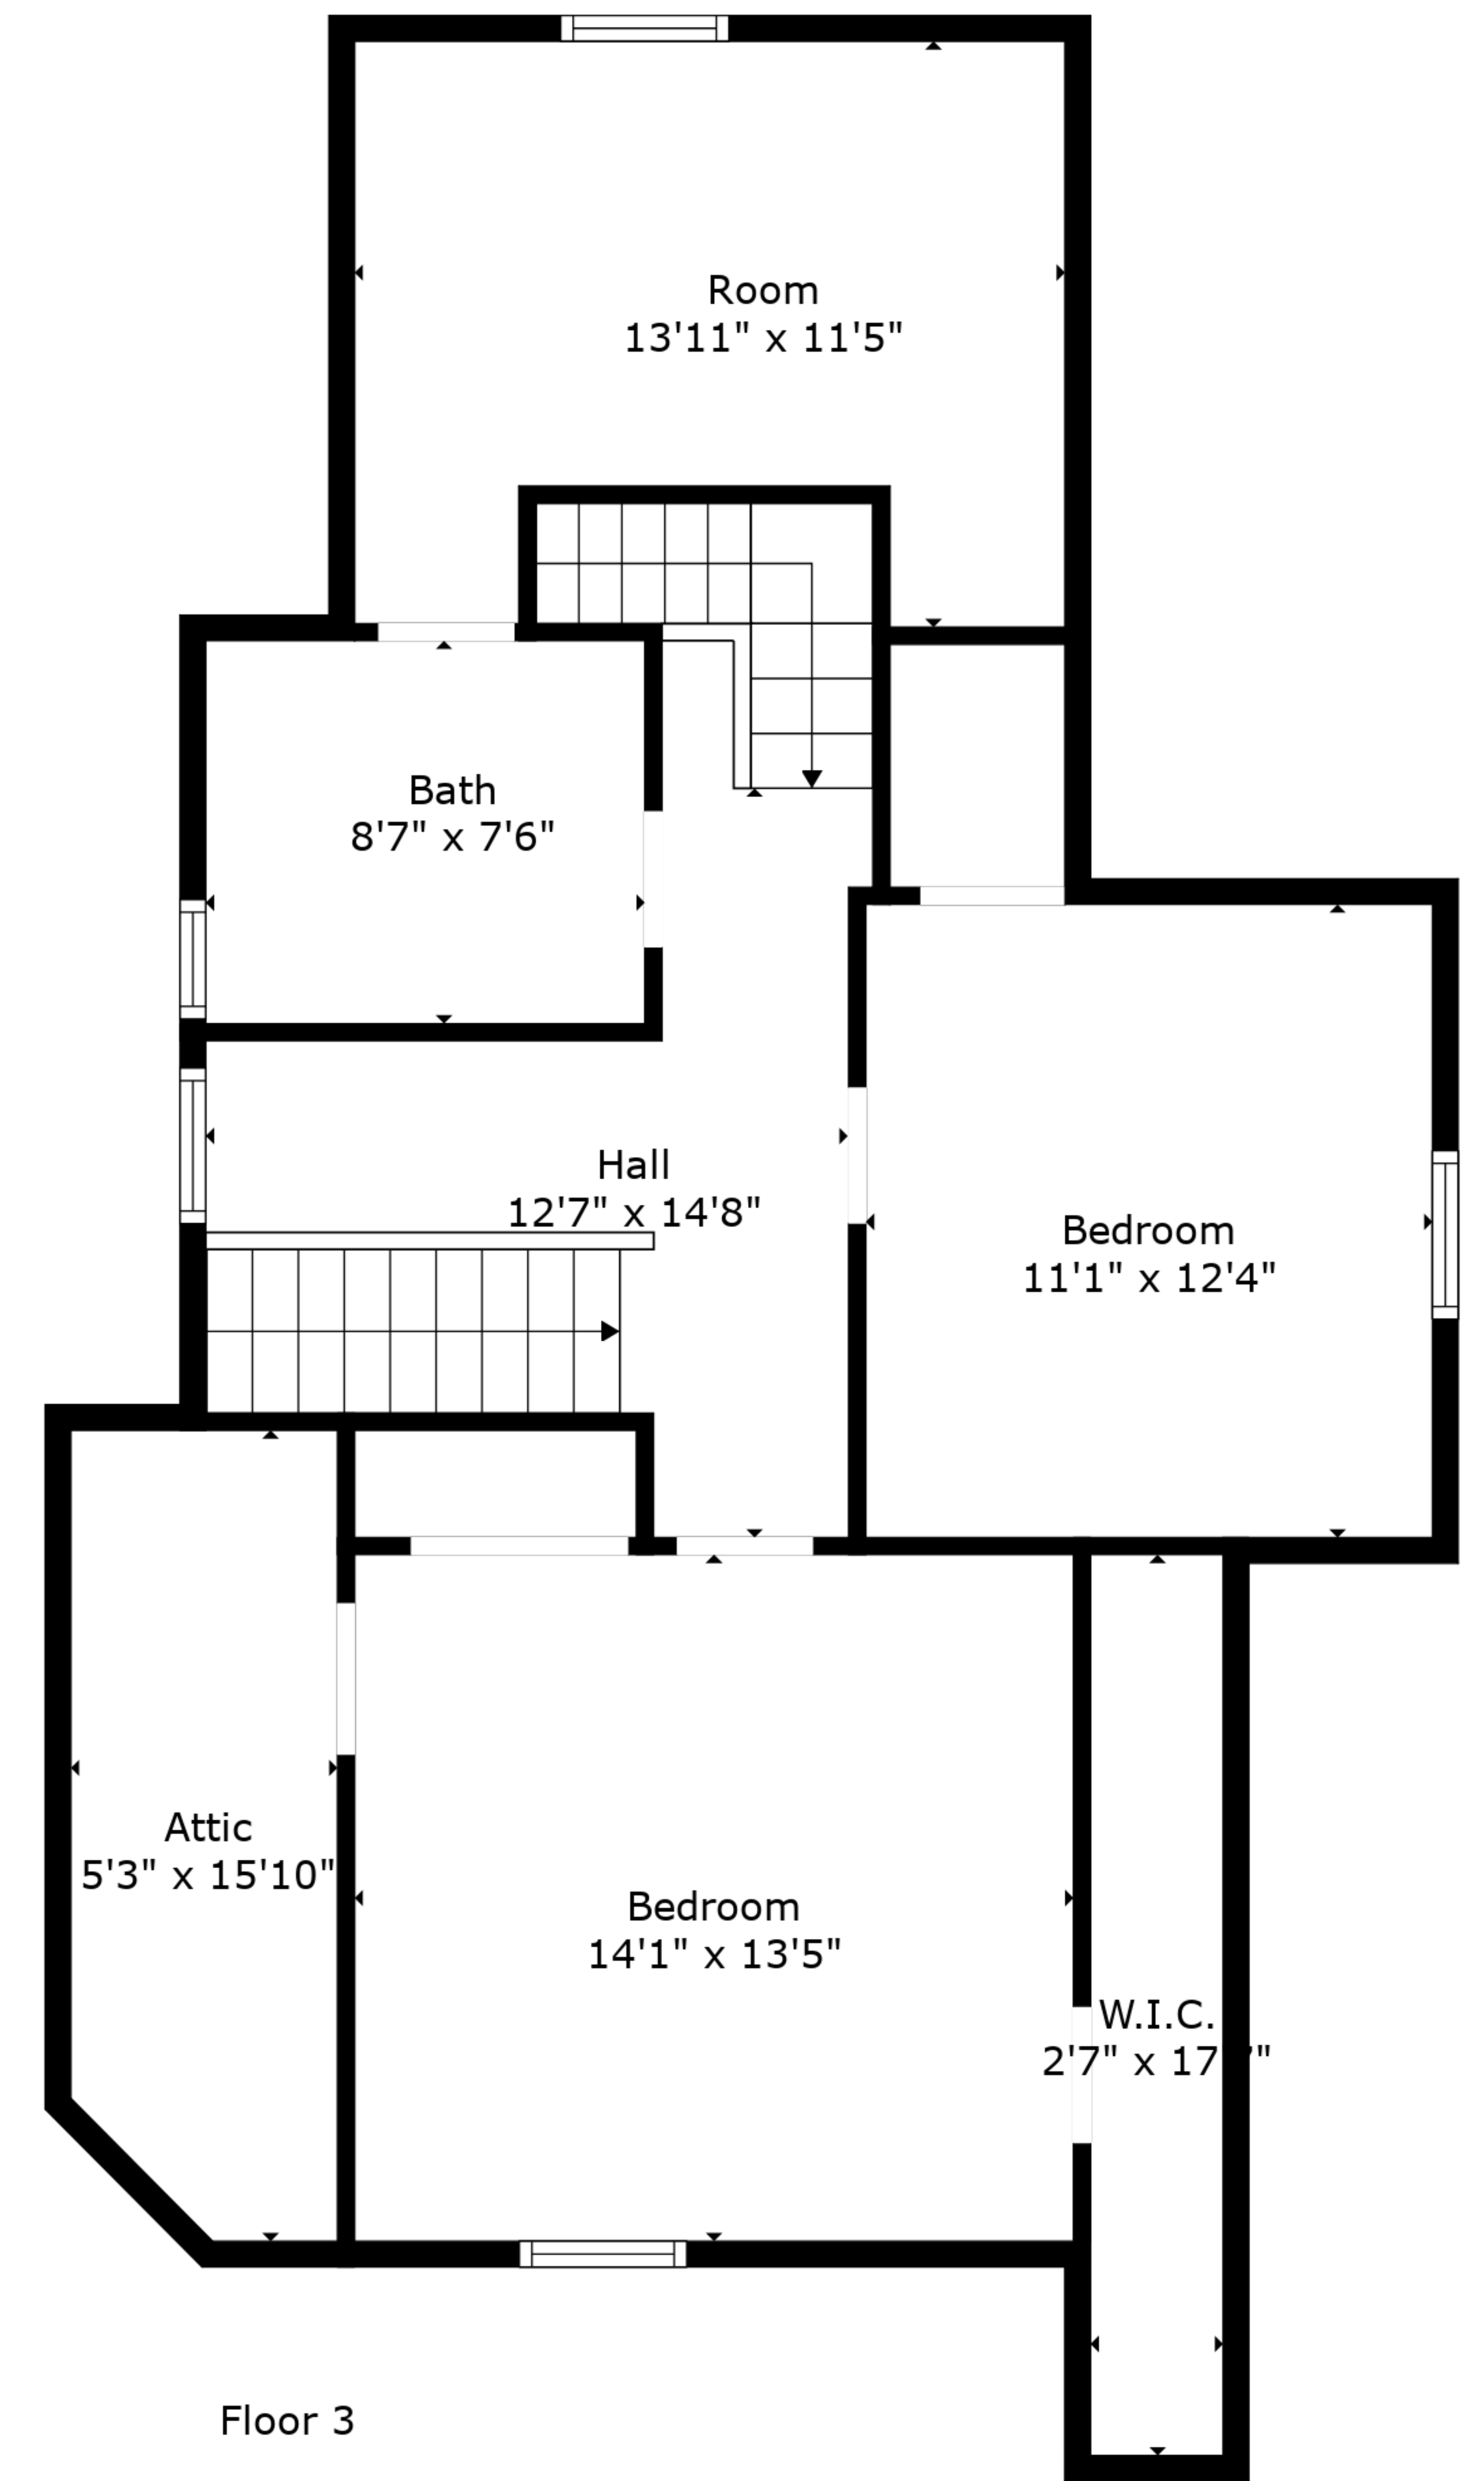 Room
13'11" x 11'5"
Bath
8'7" x 7'6"
Hall
12'7" x 14'8"
Bedroom
11'1" x 12'4"
Attic
5'3" x 15'10"
Bedroom
14'1" x 13'5"
W.I.C.
2'7" x
Floor 3